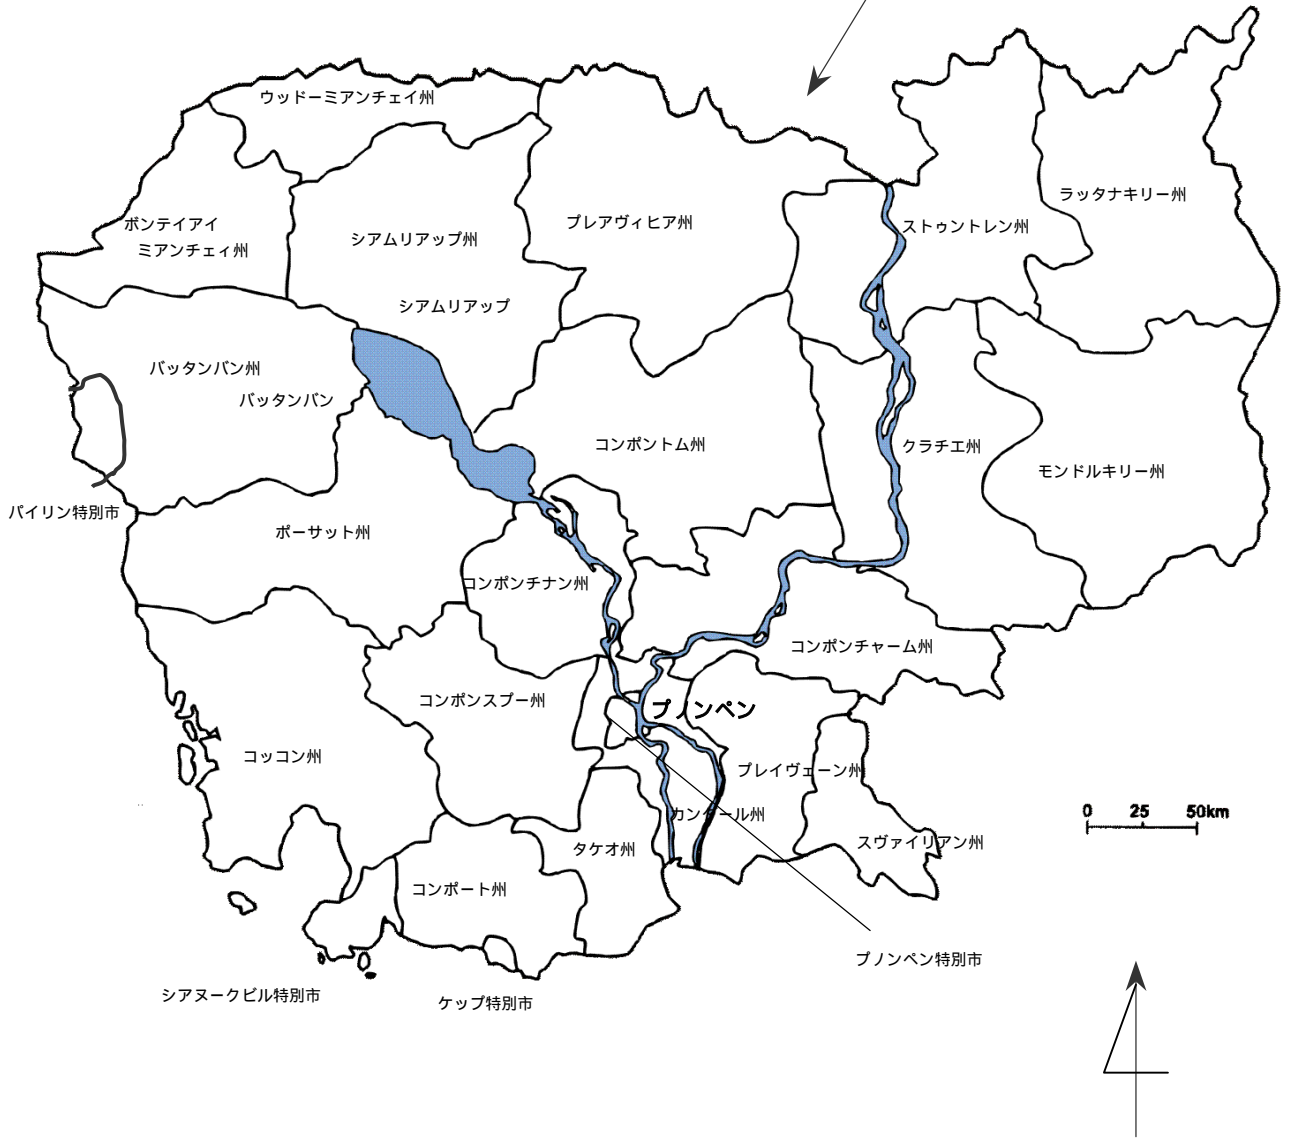 ウッドーミアンチェイ州
ラッタナキリー州
ボンテイアイ
ミアンチェィ州
プレアヴィヒア州
ストゥントレン州
シアムリアップ州
シアムリアップ
バッタンバン州
バッタンバン
コンポントム州
クラチエ州
モンドルキリー州
パイリン特別市
ポーサット州
コンポンチナン州
コンポンチャーム州
コンポンスプー州
プノンペン
コッコン州
プレイヴェーン州
カンダール州
0 25 50km
タケオ州
スヴァイリアン州
コンポート州
プノンペン特別市
シアヌークビル特別市
ケップ特別市